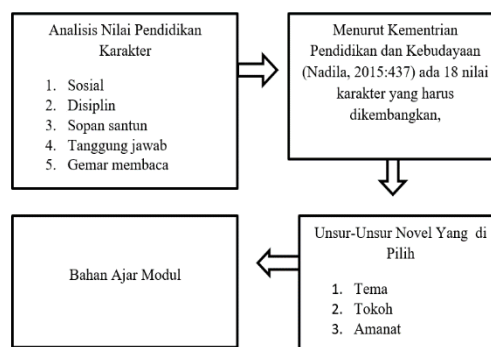 Analisis Nilai Pendidikan
Karakter
1. Sosial
2. Disiplin
3. Sopan santun
4. Tanggung jawab
5. Gemar membaca
Menurut Kementrian
Pendidikan dan Kebudayaan
(Nadila, 2015:437) ada 18 nilai
karakter yang harus
dikembangkan,
Unsur-Unsur Novel Yang di
Pilih
1. Tema
2. Tokoh
3. Amanat
Bahan Ajar Modul